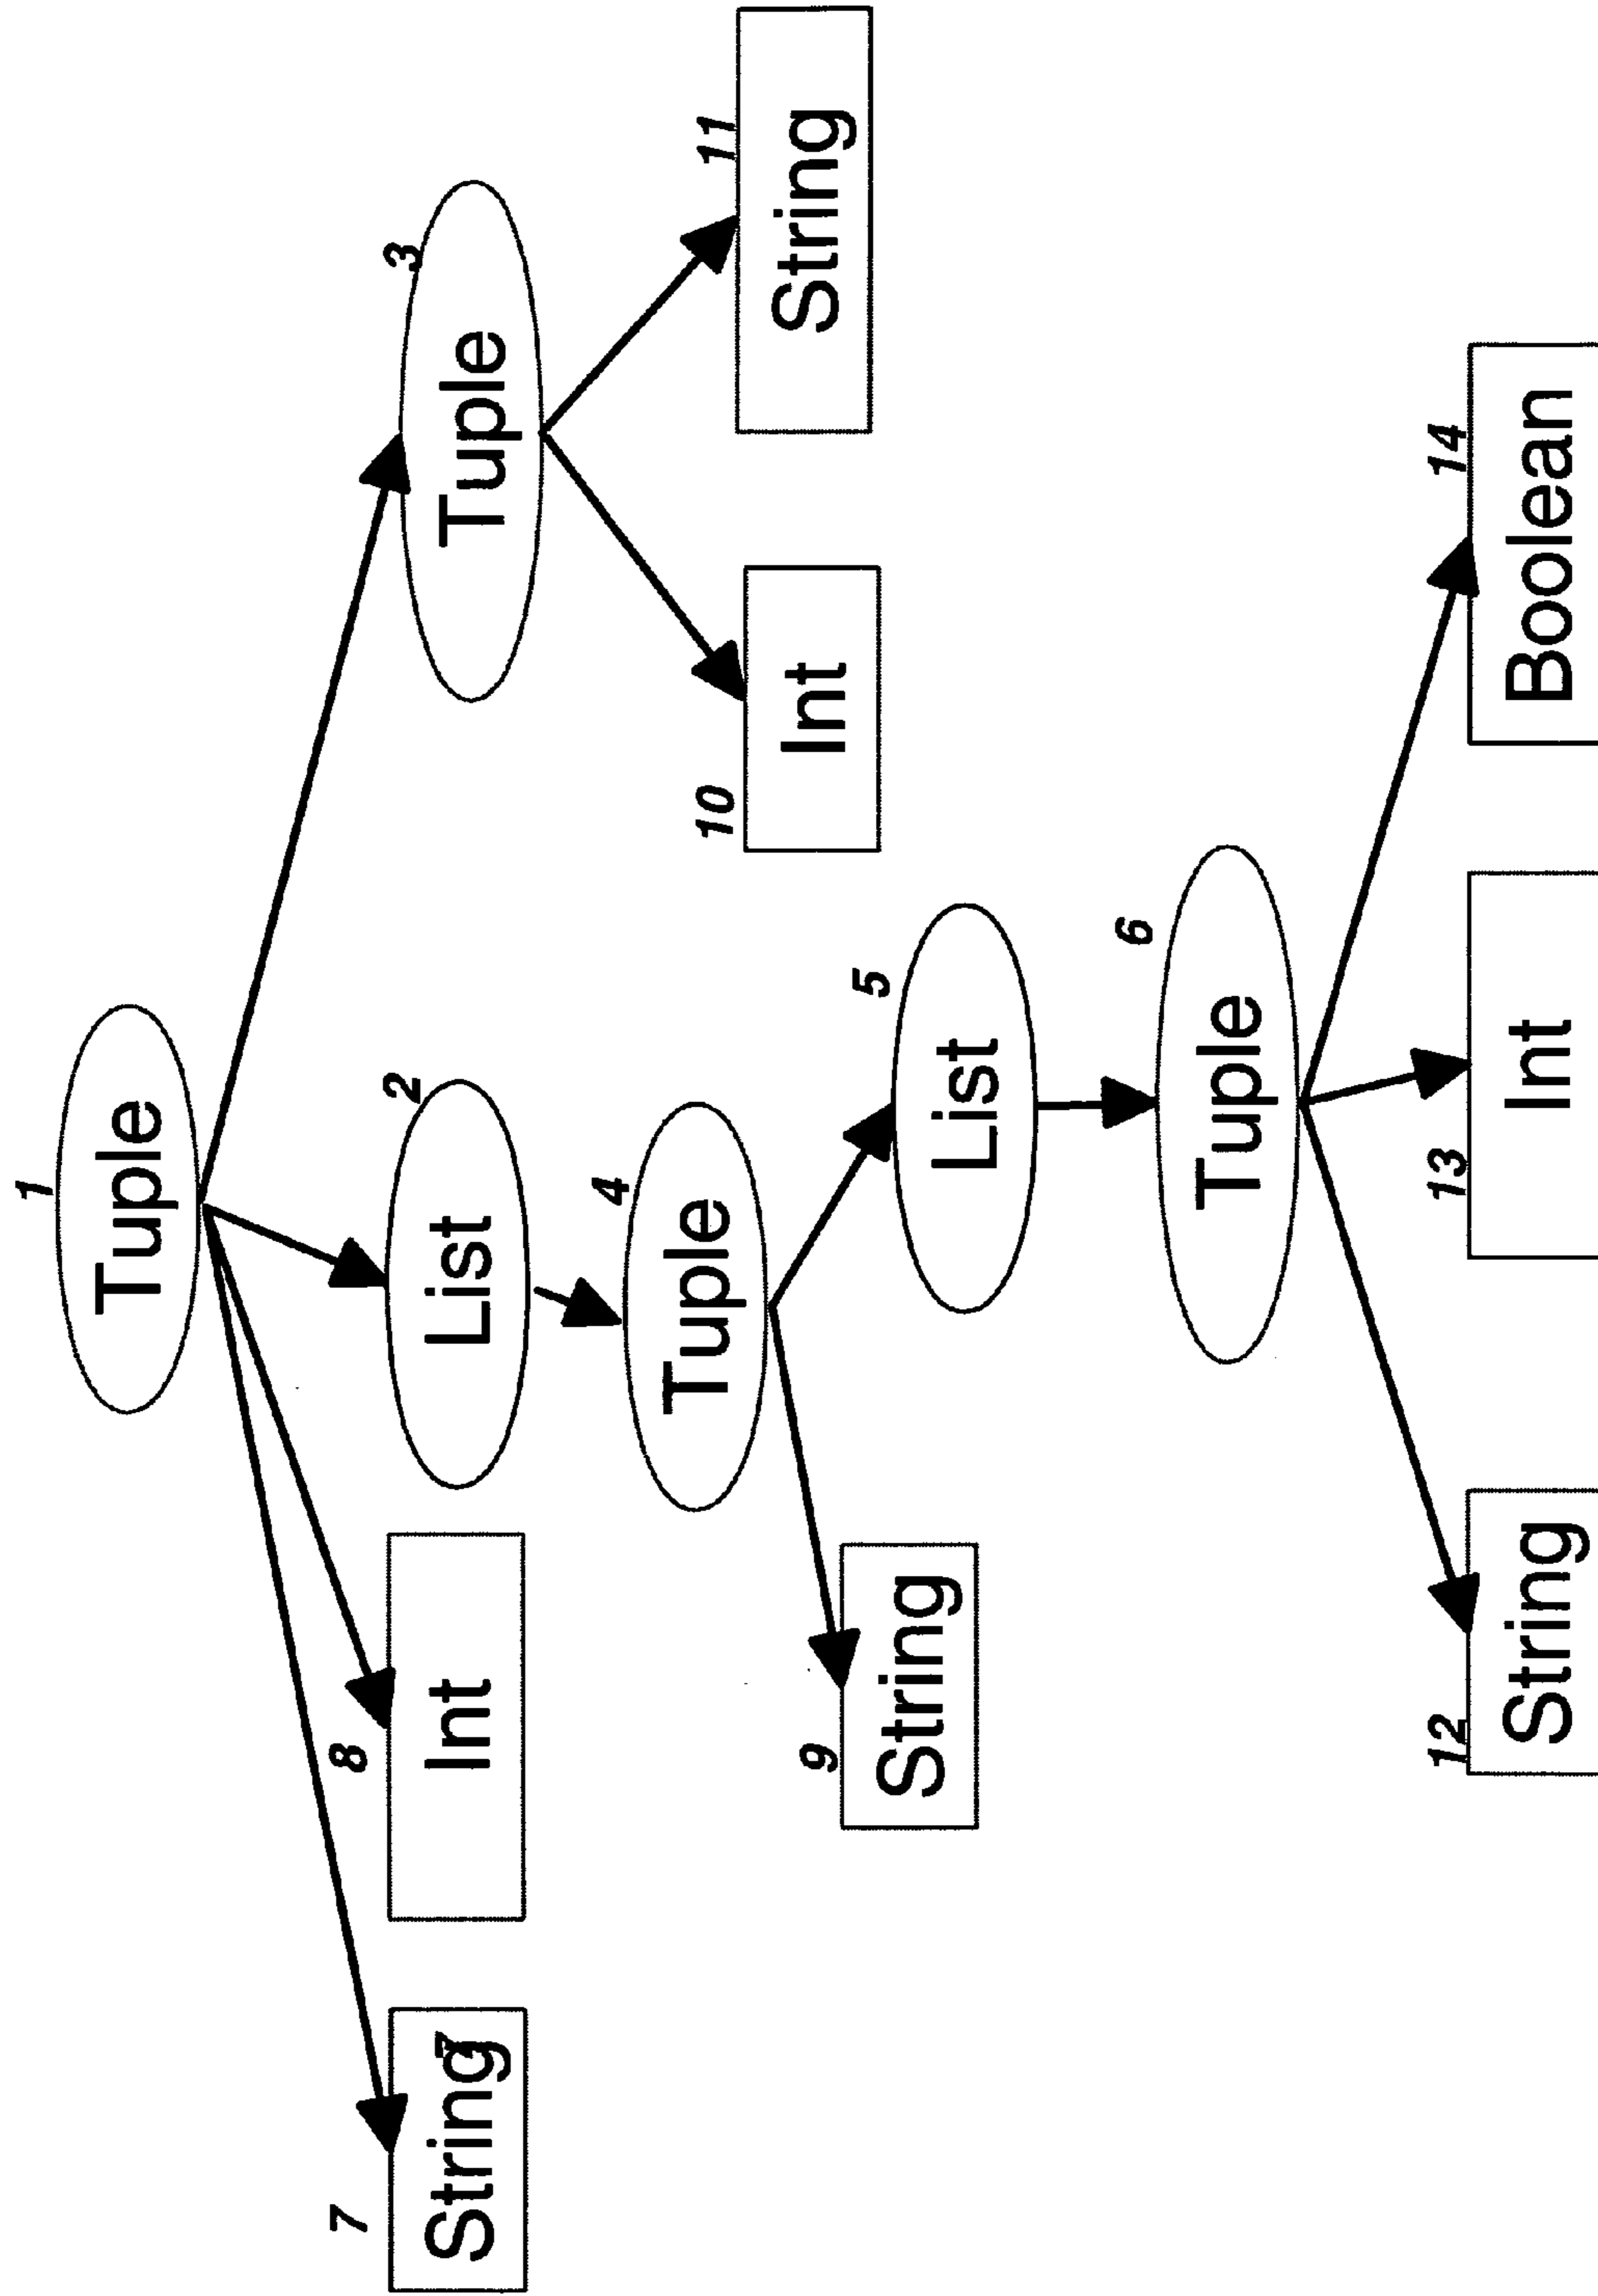 1
Tuple
2
3
7
8
String
7
Int
List
Tuple
4
10
11
Tuple
Int
String
9
5
String
List
6
Tuple
12
13
14
String
Int
Boolean